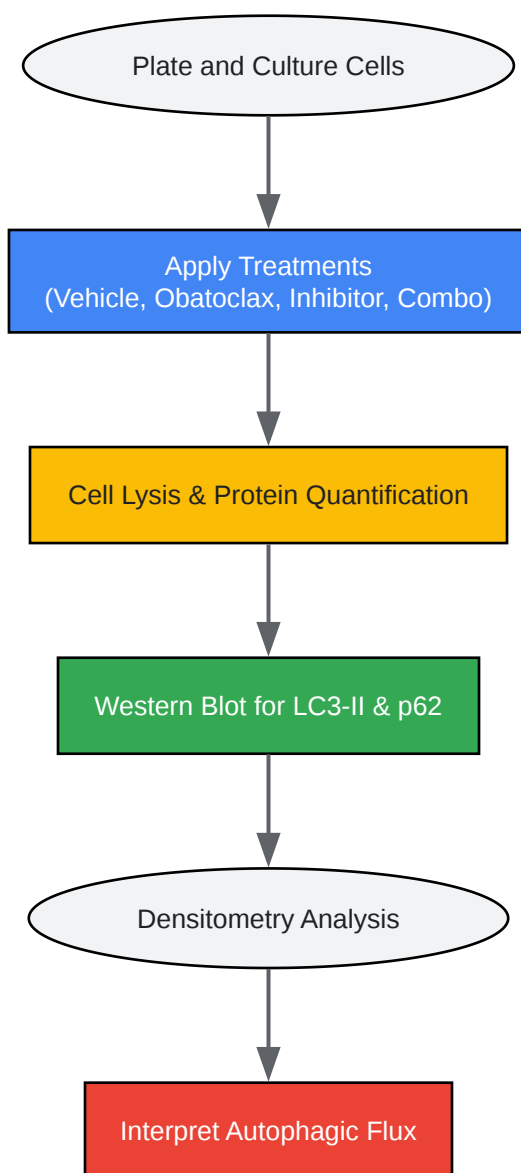 Plate and Culture Cells
Apply Treatments
(Vehicle, Obatoclax, Inhibitor, Combo)
Cell Lysis & Protein Quantification
Western Blot for LC3-II & p62
Densitometry Analysis
Interpret Autophagic Flux